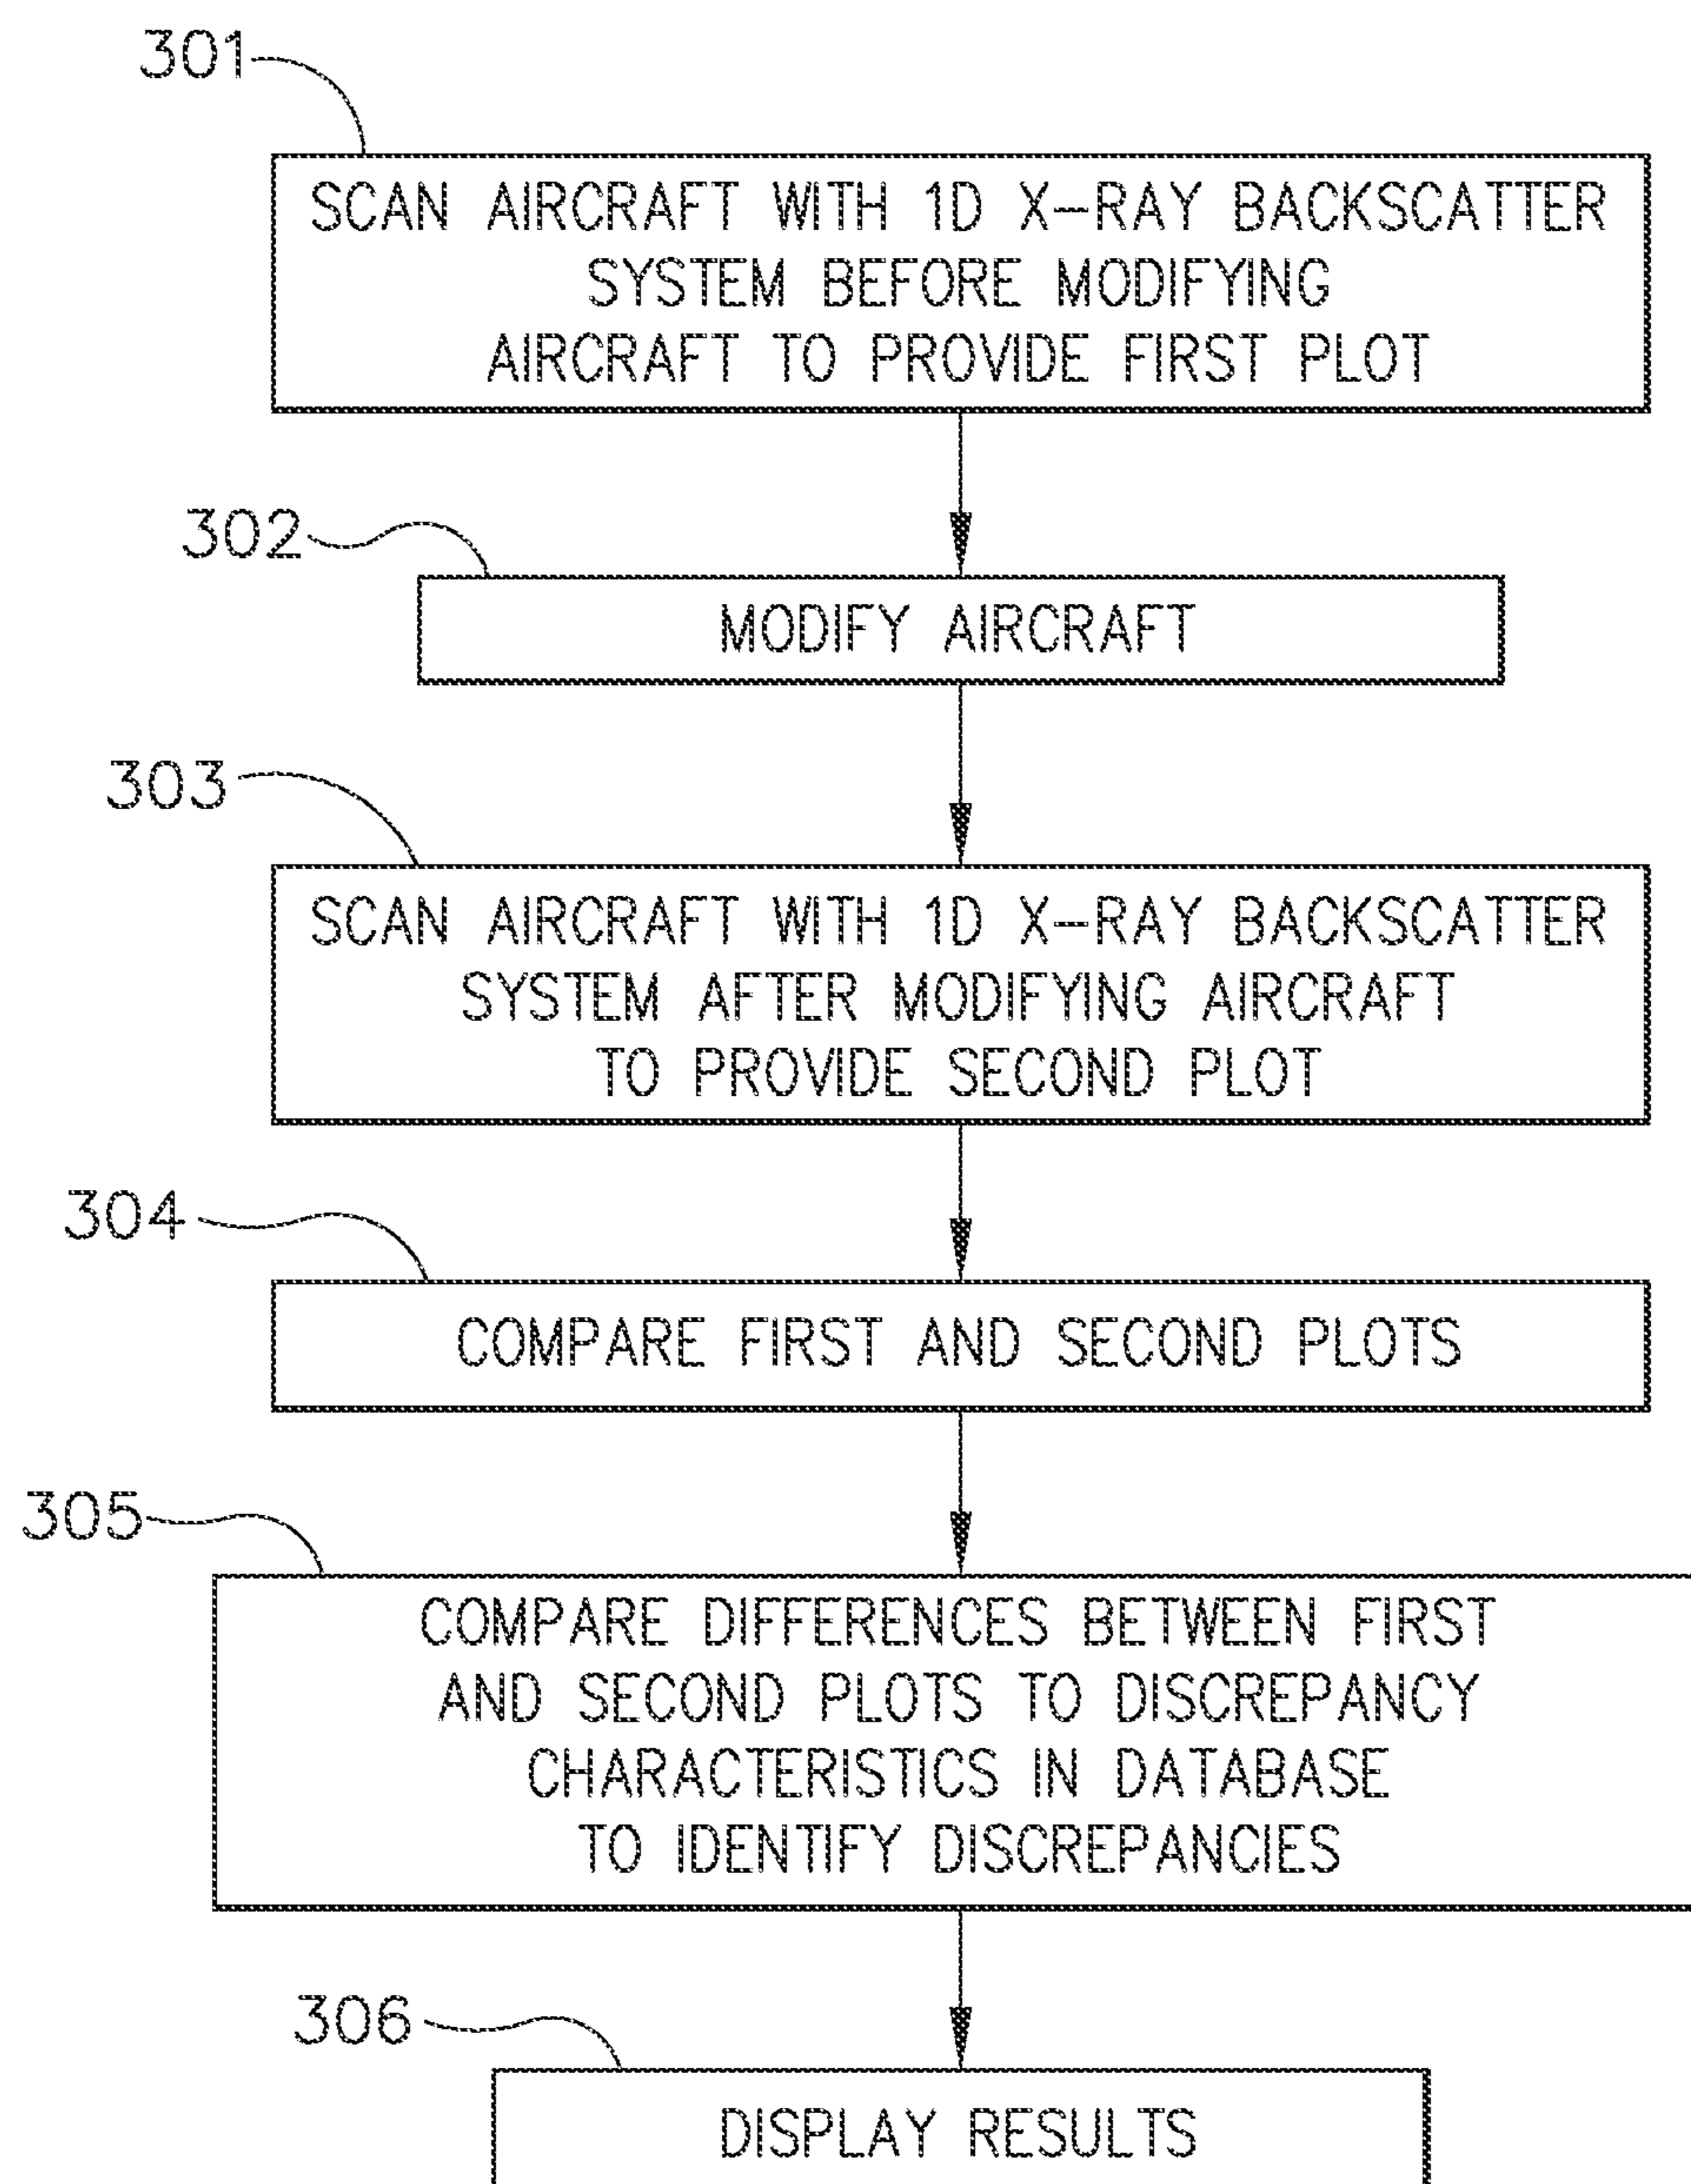 301
SCAN AIRCRAFT WITH 1D X-RAY BACKSCATTER
SYSTEM BEFORE MODIFYING
AIRCRAFT TO PROVIDE FIRST PLOT
302
MODIFY AIRCRAFT
303
SCAN AIRCRAFT WITH 1D X-RAY BACKSCATTER
SYSTEM AFTER MODIFYING AIRCRAFT
TO PROVIDE SECOND PLOT
304
COMPARE FIRST AND SECOND PLOTS
305
COMPARE DIFFERENCES BETWEEN FIRST
AND SECOND PLOTS TO DISCREPANCY
CHARACTERISTICS IN DATABASE
TO IDENTIFY DISCREPANCIES
306
DISPLAY RESULTS